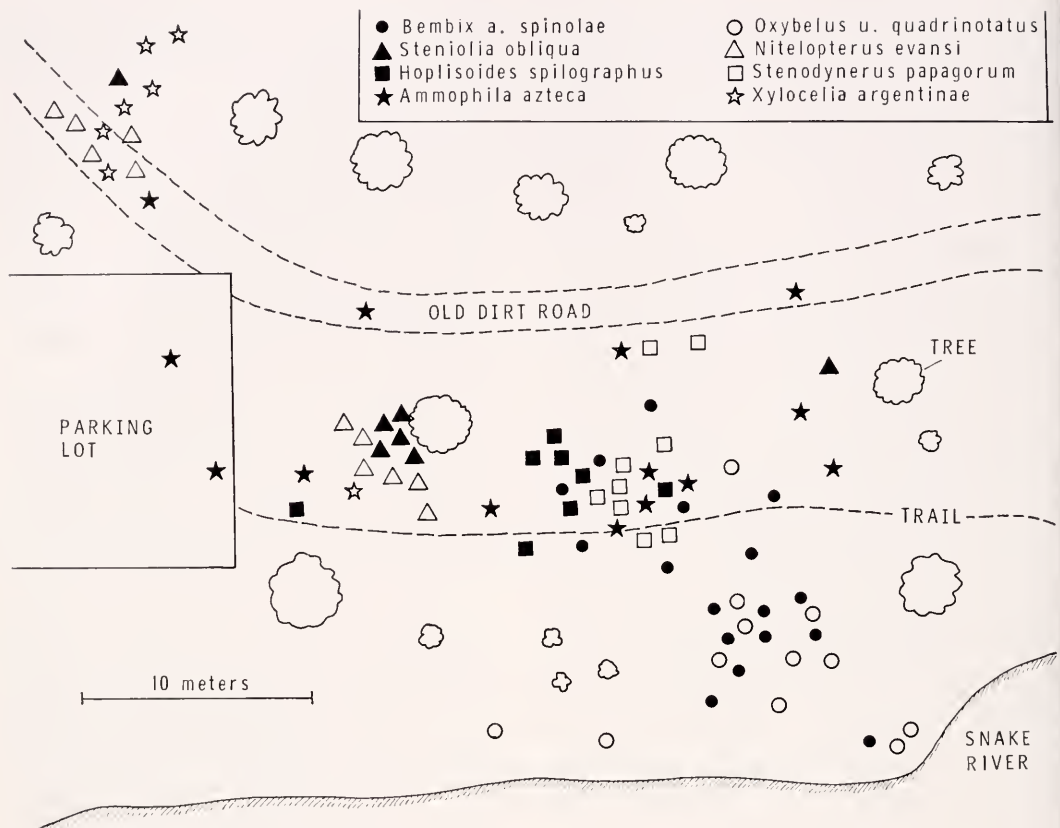 Bembix a. spinolae
Steniolia obliqua
Hoplisoides spilographus
Ammophila azteca
Oxybelus u. quadrinotatus
Nitelopterus evansi
Stenodynerus papagorum
Xylocelia argentinae
OLD DIRT ROAD
TREE
PARKING
LOT
TRAIL
10 meters
SNAKE
RIVER